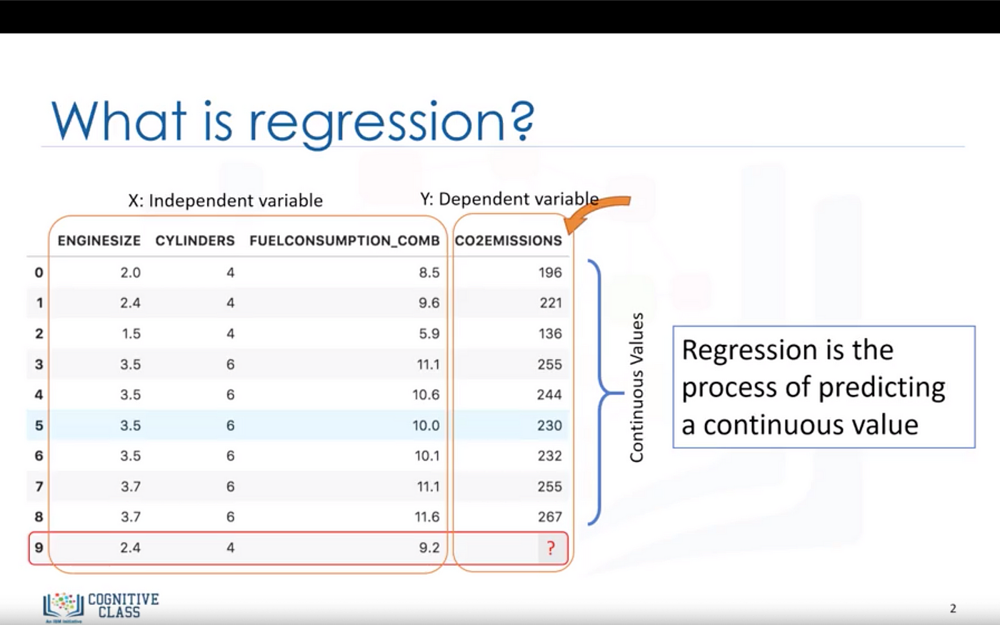 What is regression?
X: Independent variable
Y: Dependent variable
ENGINESIZE CYLINDERS FUELCONSUMPTION_COMB CO2EMISSIONS
0 2.0 4 8.5 196
1 2.4 4 9.6 221
2 1.5 4 5.9 136
3 3.5 6 11.1 255
4 3.5 6 10.6 244
5 3.5 6 10.0 230
6 3.5 6 10.1 232
7 3.7 6 11.1 255
8 3.7 6 11.6 267
9 2.4 4 9.2 ?
Continuous Values
Regression is the
process of predicting
a continuous value
COGNITIVE
CLASS
An IBM Initiative
2